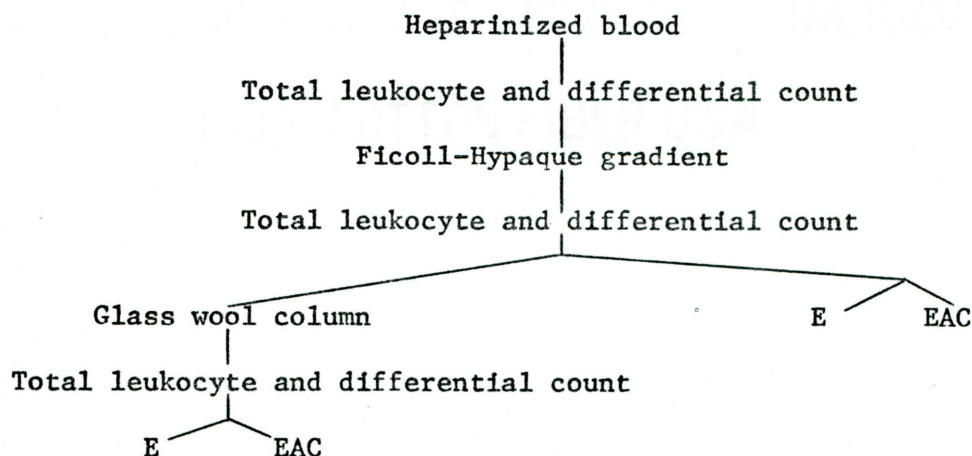 Heparinized blood
Total leukocyte and differential count
Ficoll-Hypaque gradient
Total leukocyte and differential count
Glass wool column
E EAC
Total leukocyte and differential count
E EAC